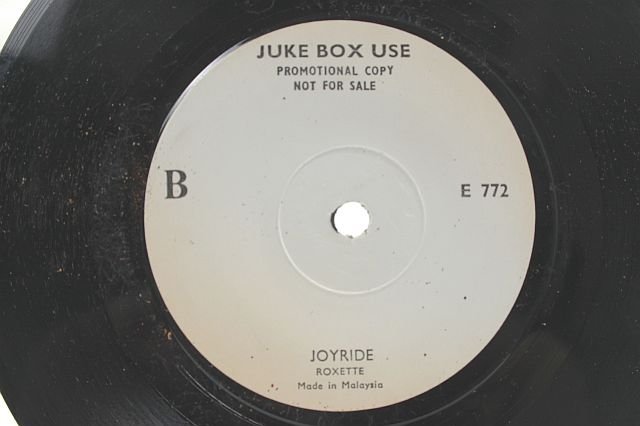 JUKE BOX USE
PROMOTIONAL COPY
NOT FOR SALE
B
E 772
JOYRIDE
ROXETTE
Made in Malaysia